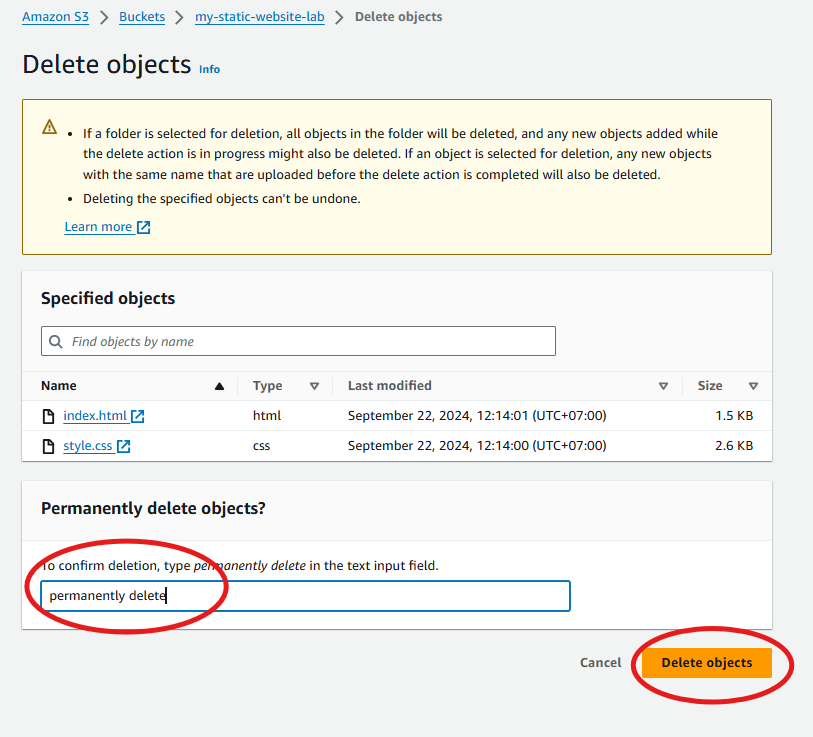 Amazon S3 > Buckets > my-static-website-lab > Delete objects
Delete objects Info
If a folder is selected for deletion, all objects in the folder will be deleted, and any new objects added while
the delete action is in progress might also be deleted. If an object is selected for deletion, any new objects
with the same name that are uploaded before the delete action is completed will also be deleted.
Deleting the specified objects can't be undone.
Learn more
Specified objects
Find objects by name
Name Type Last modified Size
index.html html September 22, 2024, 12:14:01 (UTC+07:00) 1.5 KB
style.css css September 22, 2024, 12:14:00 (UTC+07:00) 2.6 KB
Permanently delete objects?
To confirm deletion, type permanently delete in the text input field.
permanently delete
Cancel Delete objects